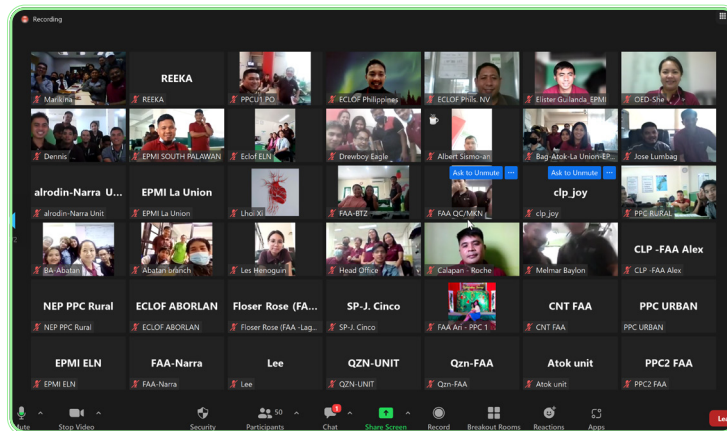 Recording
Marikina
REEKA
REEKA
PPCU1 PO
ECLOF Philippines
ECLOF Phils. NV
Elister Guilanda_EPMI
OED-She
Dennis
EPMI SOUTH PALAWAN
Eclof ELN
Drewboy Eagle
Albert Sismo-an
Bag-Atok-La Union-EP...
Jose Lumbag
alrodin-Narra U...
alrodin-Narra Unit
EPMI La Union
EPMI La Union
Lhoi Xi
FAA-BTZ
Ask to Unmute ...
FAA QC/MKN
Ask to Unmute ...
clp_joy
clp_joy
PPC RURAL
BA-Abatan
Abatan branch
Les Henoguin
Head Office
Calapan - Roche
Melmar Baylon
CLP -FAA Alex
CLP -FAA Alex
NEP PPC Rural
NEP PPC Rural
ECLOF ABORLAN
ECLOF ABORLAN
Floser Rose (FA...
Floser Rose (FAA -Lag...
SP-J. Cinco
SP-J. Cinco
FAA Ari - PPC 1
CNT FAA
CNT FAA
PPC URBAN
PPC URBAN
EPMI ELN
EPMI ELN
FAA-Narra
FAA-Narra
Lee
Lee
QZN-UNIT
QZN-UNIT
Qzn-FAA
Qzn-FAA
Atok unit
Atok unit
PPC2 FAA
PPC2 FAA
Mute
Stop Video
Security
50
Participants
1
Chat
Share Screen
Record
Breakout Rooms
Reactions
Apps
Lea